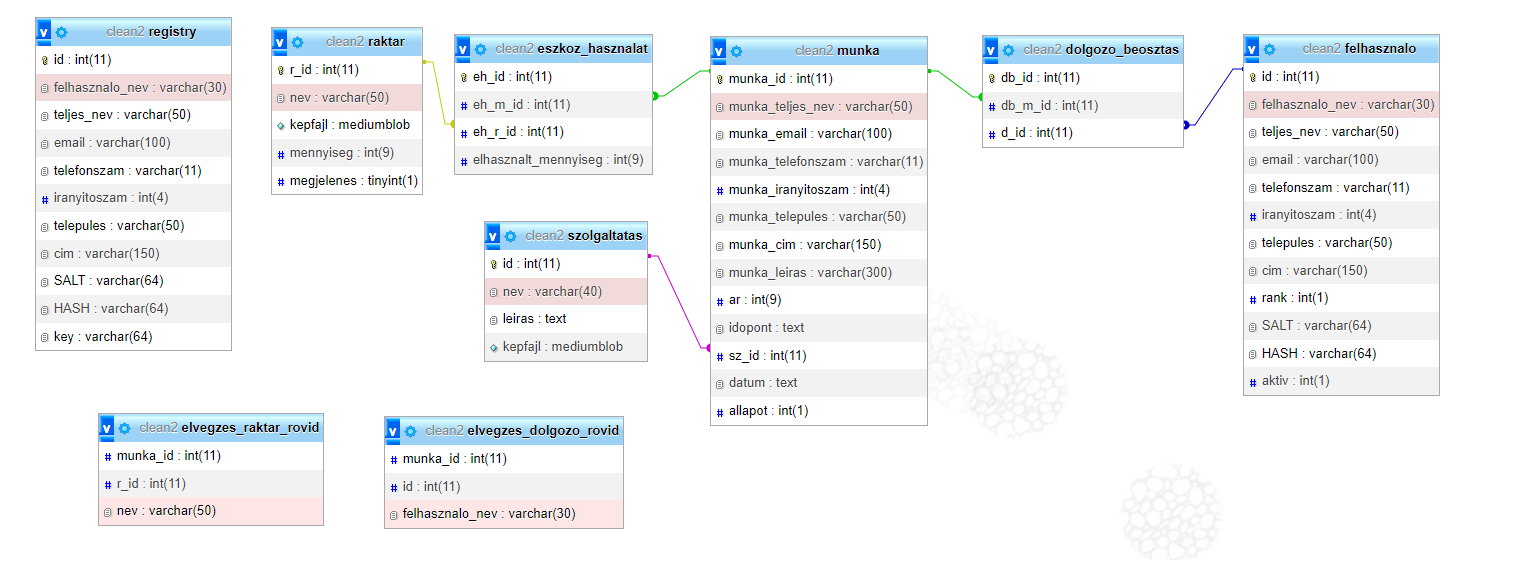 clean2 registry
id : int(11)
felhasznalo_nev : varchar(30)
teljes_nev : varchar(50)
email : varchar(100)
telefonszam : varchar(11)
iranyitoszam : int(4)
telepules : varchar(50)
cim : varchar(150)
SALT : varchar(64)
HASH : varchar(64)
key : varchar(64)
clean2 raktar
r_id : int(11)
nev : varchar(50)
kepfajl : mediumblob
mennyiseg : int(9)
megjelenes : tinyint(1)
clean2 eszkoz_hasznalat
eh_id : int(11)
eh_m_id : int(11)
eh_r_id : int(11)
elhasznalt_mennyiseg : int(9)
clean2 szolgaltatas
id : int(11)
nev : varchar(40)
leiras : text
kepfajl : mediumblob
clean2 munka
munka_id : int(11)
munka_teljes_nev : varchar(50)
munka_email : varchar(100)
munka_telefonszam : varchar(11)
munka_iranyitoszam : int(4)
munka_telepules : varchar(50)
munka_cim : varchar(150)
munka_leiras : varchar(300)
ar : int(9)
idopont : text
sz_id : int(11)
datum : text
allapot : int(1)
clean2 dolgozo_beosztas
db_id : int(11)
db_m_id : int(11)
d_id : int(11)
clean2 felhasznalo
id : int(11)
felhasznalo_nev : varchar(30)
teljes_nev : varchar(50)
email : varchar(100)
telefonszam : varchar(11)
iranyitoszam : int(4)
telepules : varchar(50)
cim : varchar(150)
rank : int(1)
SALT : varchar(64)
HASH : varchar(64)
aktiv : int(1)
clean2 elvegzes_raktar_rovid
munka_id : int(11)
r_id : int(11)
nev : varchar(50)
clean2 elvegzes_dolgozo_rovid
munka_id : int(11)
id : int(11)
felhasznalo_nev : varchar(30)